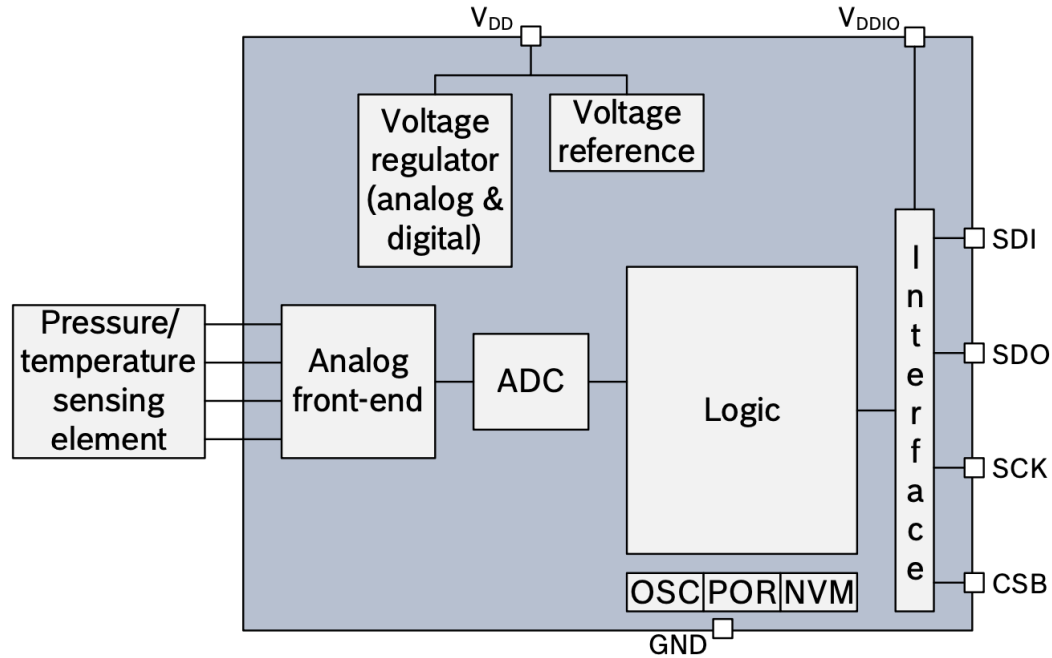 VDD
VDDIO
Voltage
regulator
(analog &
digital)
Voltage
reference
Pressure/
temperature
sensing
element
Analog
front-end
ADC
Logic
Interface
SDI
SDO
SCK
CSB
OSC POR NVM
GND